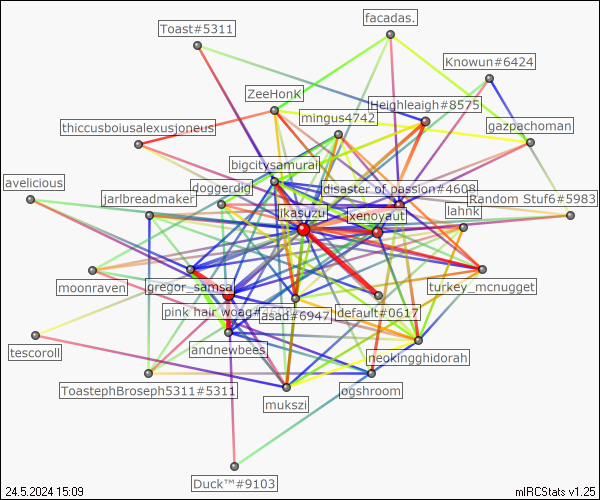 facadas.
Toast#5311
Knowun#6424
ZeeHonK
Heighleaigh#8575
mingus4742
thiccusboiusalexusjoneus
gazpachoman
bigcitysamurai
avelicious
doggerdig
disaster of passion#4608
jarlbreadmaker
Random Stuf6#5983
jkasuzu
xenoyaut
lahnk
moonraven
gregor_samsa
turkey_mcnugget
pink hair woag#
asad#6947
default#0617
tescoroll
andnewbees
neokingghidorah
ToastephBroseph5311#5311
mukszi
ogshroom
Duck™#9103
24.5.2024 15:09
mIRCStats v1.25